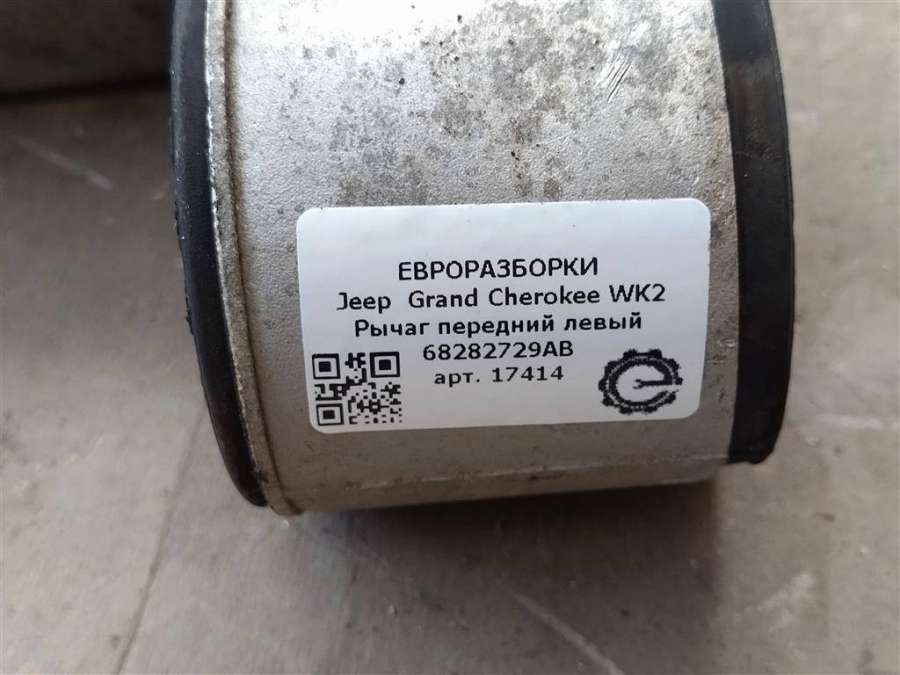 ЕВРОРАЗБОРКИ
Jeep Grand Cherokee WK2
Рычаг передний левый
68282729AB
арт. 17414